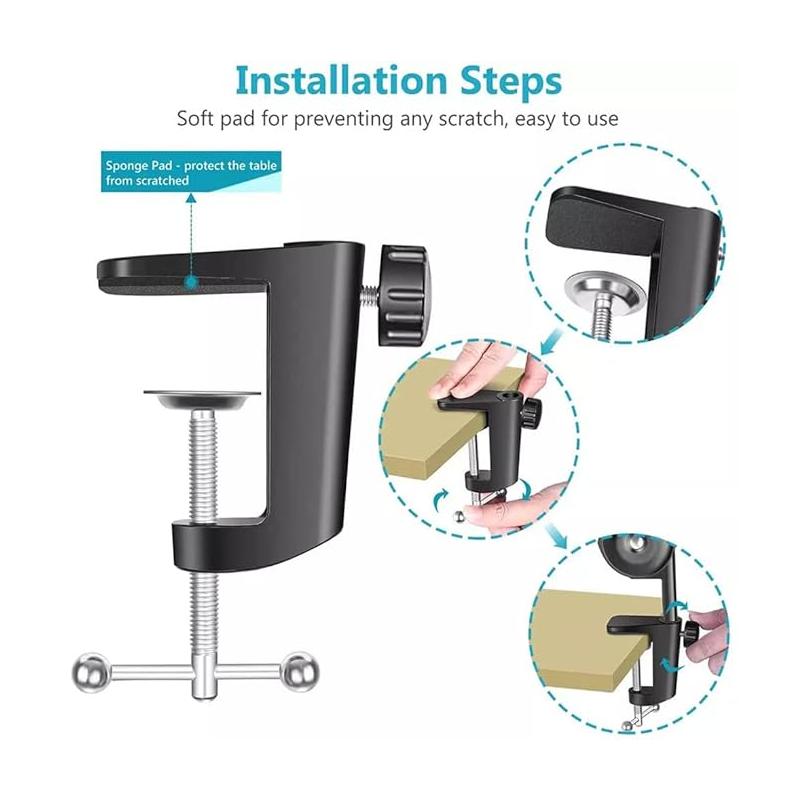 Installation Steps
Soft pad for preventing any scratch, easy to use
Sponge Pad - protect the table
from scratched